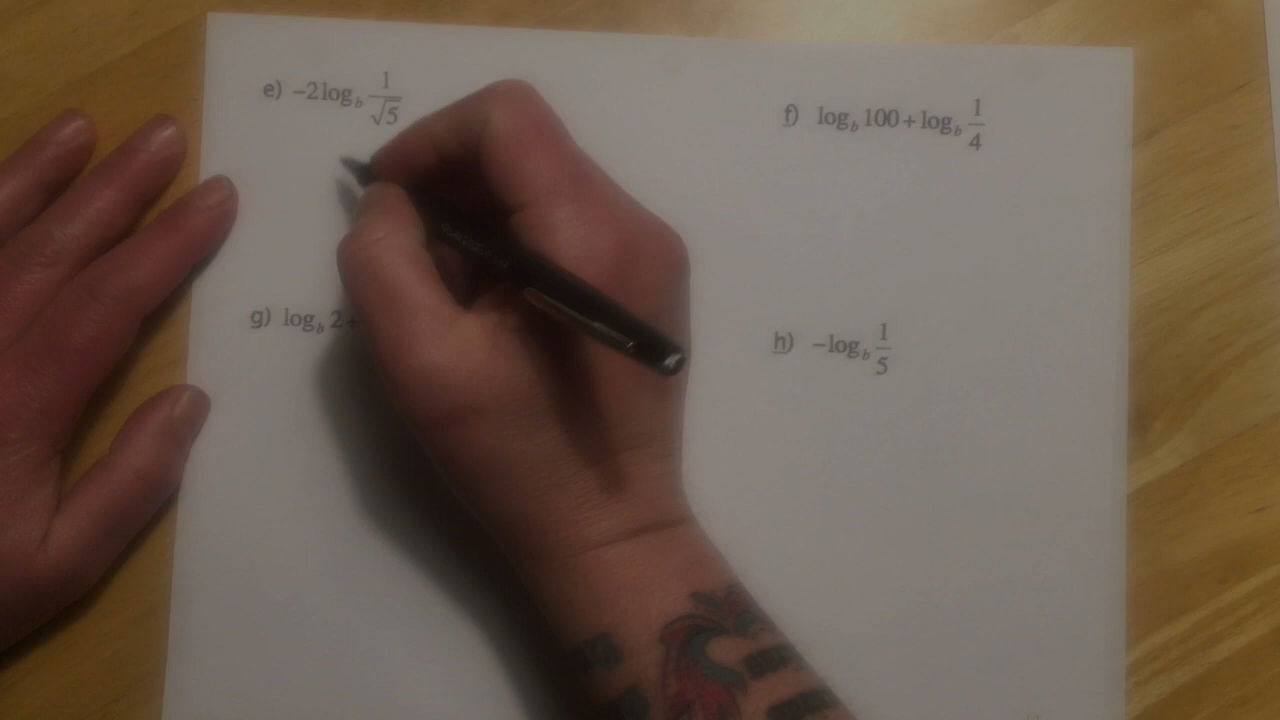 e) −2log_b 1/√5
f) log_b 100 + log_b 1/4
g) log_b 2 +
h) −log_b 1/5